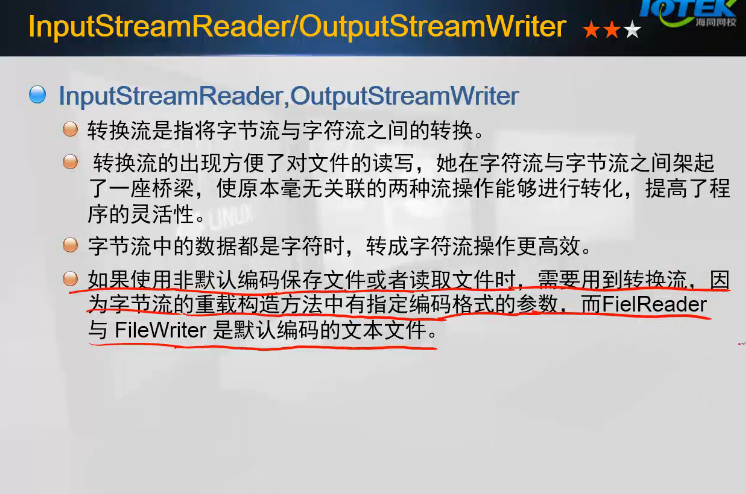 InputStreamReader/OutputStreamWriter
IOTEK
海同网校
InputStreamReader,OutputStreamWriter
转换流是指将字节流与字符流之间的转换。
转换流的出现方便了对文件的读写，她在字符流与字节流之间架起
了一座桥梁，使原本毫无关联的两种流操作能够进行转化，提高了程
序的灵活性。
字节流中的数据都是字符时，转成字符流操作更高效。
如果使用非默认编码保存文件或者读取文件时，需要用到转换流，因
为字节流的重载构造方法中有指定编码格式的参数，而FielReader
与 FileWriter 是默认编码的文本文件。
LINUX